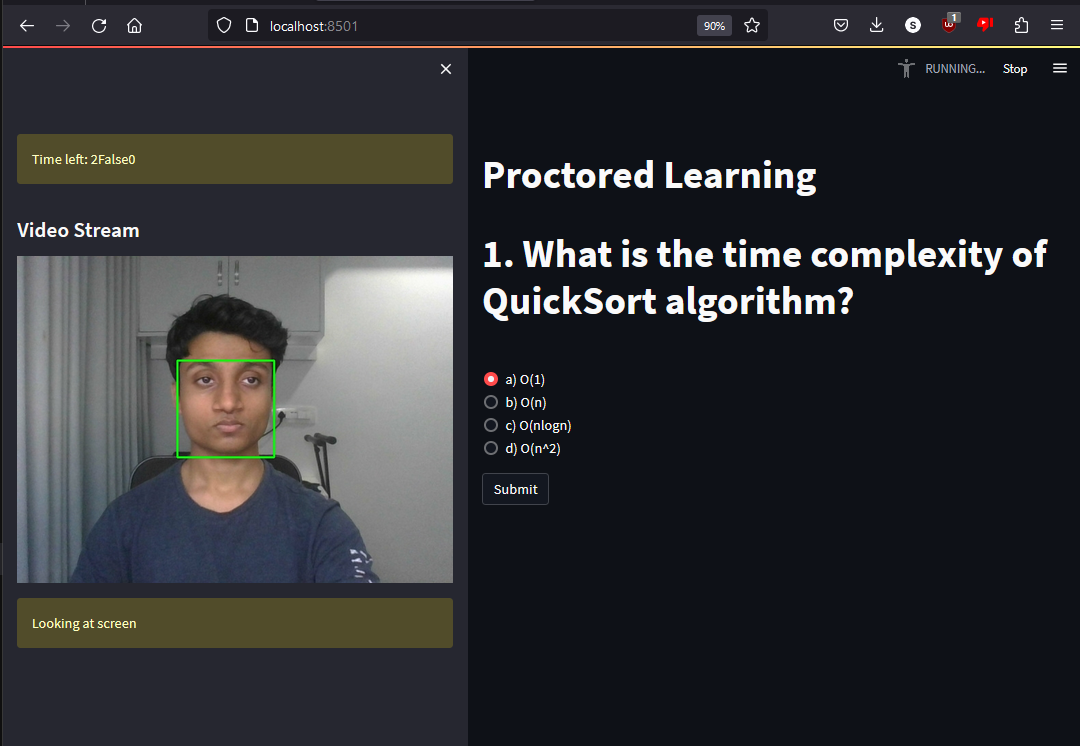 localhost:8501
90%
S
1
RUNNING...
Stop
Time left: 2False0
Video Stream
Looking at screen
Proctored Learning
1. What is the time complexity of
QuickSort algorithm?
a) O(1)
b) O(n)
c) O(nlogn)
d) O(n^2)
Submit